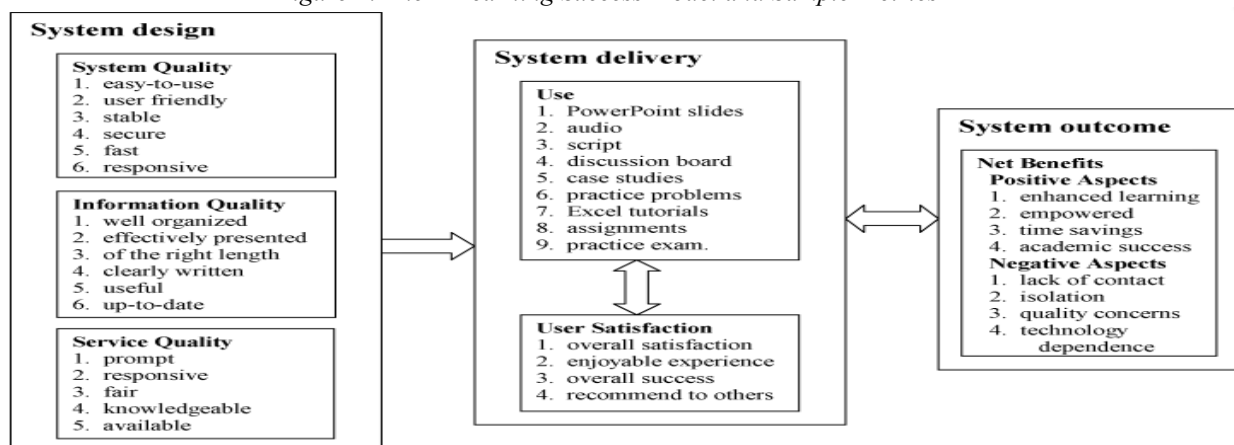 System design
System Quality
1. easy-to-use
2. user friendly
3. stable
4. secure
5. fast
6. responsive
Information Quality
1. well organized
2. effectively presented
3. of the right length
4. clearly written
5. useful
6. up-to-date
Service Quality
1. prompt
2. responsive
3. fair
4. knowledgeable
5. available
System delivery
Use
1. PowerPoint slides
2. audio
3. script
4. discussion board
5. case studies
6. practice problems
7. Excel tutorials
8. assignments
9. practice exam.
User Satisfaction
1. overall satisfaction
2. enjoyable experience
3. overall success
4. recommend to others
System outcome
Net Benefits
Positive Aspects
1. enhanced learning
2. empowered
3. time savings
4. academic success
Negative Aspects
1. lack of contact
2. isolation
3. quality concerns
4. technology
dependence